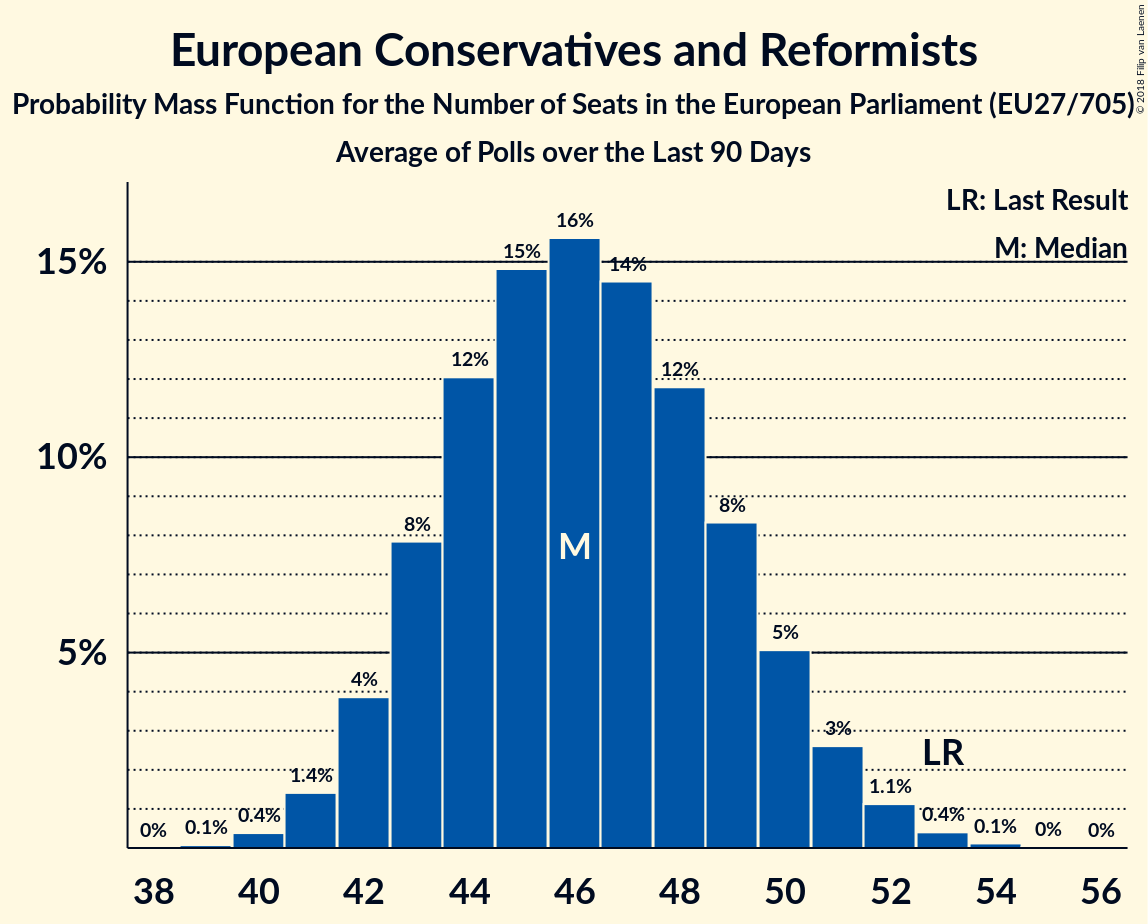 European Conservatives and Reformists
Probability Mass Function for the Number of Seats in the European Parliament (EU27/705)
Average of Polls over the Last 90 Days
© 2018 Filip van Laenen
LR: Last Result
M: Median
15%
10%
5%
0%
0.1%
0.4%
1.4%
4%
8%
12%
15%
16%
14%
12%
8%
5%
3%
1.1%
0.4%
0.1%
0%
0%
M
LR
38 40 42 44 46 48 50 52 54 56